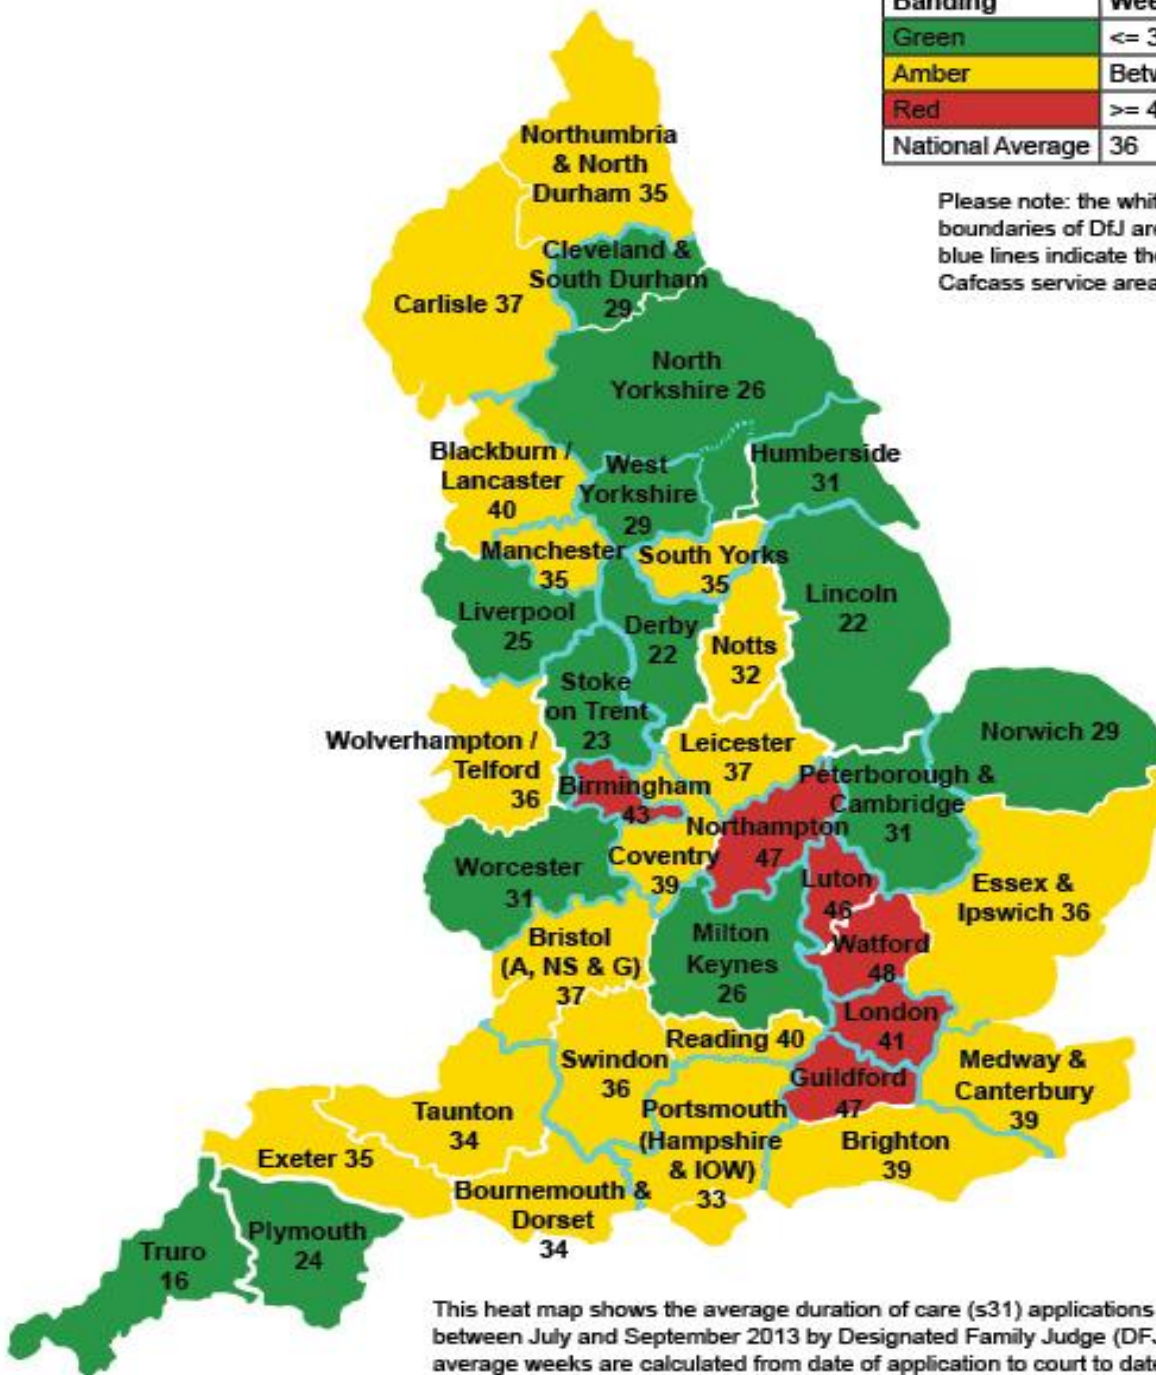 Banding
Green <= 3
Amber
Red >= 4
National Average 36
Please note: the
boundaries of DfJ
blue lines indicate
Cafcass service
Northumbria
& North
Durham 35
Cleveland &
South Durham
29
Carlisle 37
North
Yorkshire 26
Blackburn /
Lancaster
40
West
Yorkshire
29
Humberside
31
Manchester
35
South Yorks
35
Liverpool
25
Derby
22
Notts
32
Lincoln
22
Stoke
on Trent
23
Wolverhampton /
Telford
36
Leicester
37
Norwich 29
Birmingham
43
Peterborough &
Cambridge
31
Northampton
47
Coventry
39
Worcester
31
Luton
46
Essex &
Ipswich 36
Bristol
(A, NS & G)
37
Milton
Keynes
26
Watford
48
London
41
Reading 40
Swindon
36
Guildford
47
Medway &
Canterbury
39
Taunton
34
Portsmouth
(Hampshire
& IOW)
33
Brighton
39
Exeter 35
Bournemouth &
Dorset
34
Plymouth
24
Truro
16
This heat map shows the average duration of care (s31) applications
between July and September 2013 by Designated Family Judge
average weeks are calculated from date of application to court to